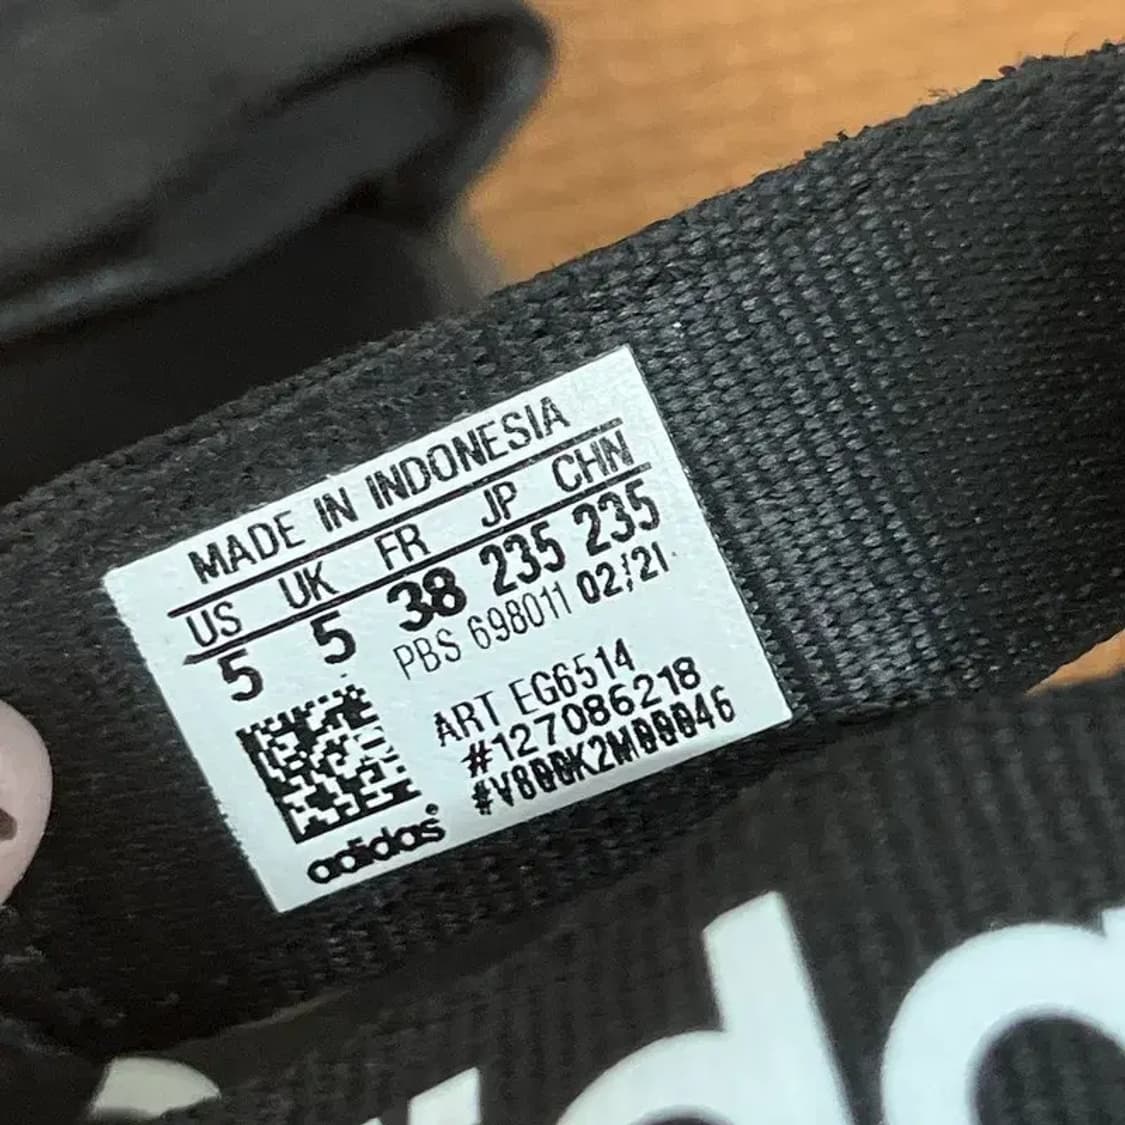 MADE IN INDONESIA
US UK FR JP CHN
5 5 38 235 235
PBS 698011 02/21
ART EG6514
#127086218
adidas